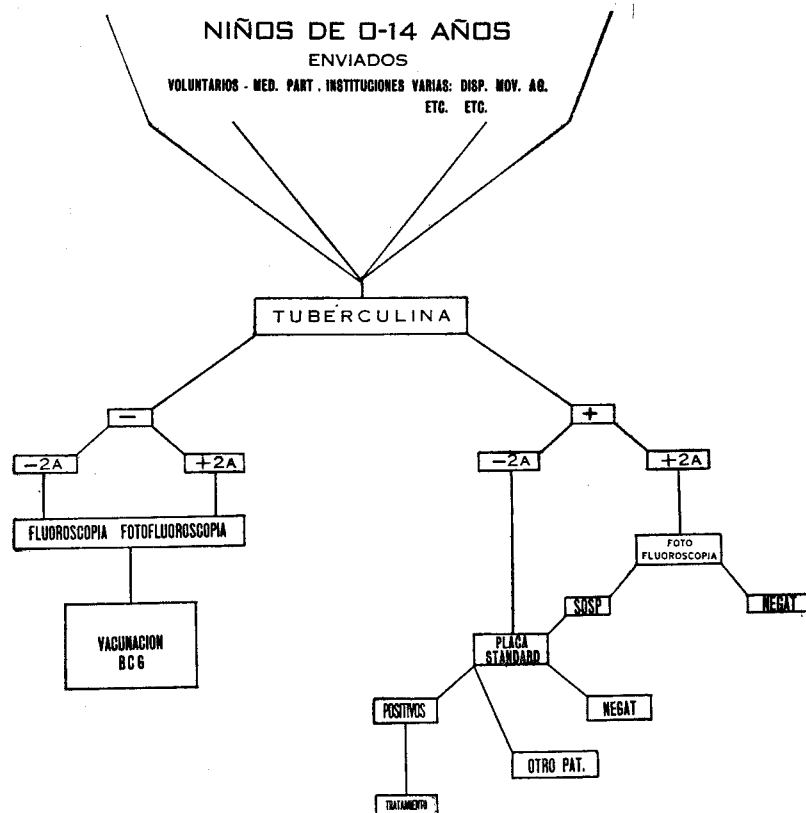 NIÑOS DE 0-14 AÑOS
ENVIADOS
VOLUNTARIOS - MED. PART . INSTITUCIONES VARIAS: DISP. MOV. AG.
ETC. ETC.
TUBERCULINA
-
+
-2A
+2A
-2A
+2A
FLUOROSCOPIA FOTOFLUOROSCOPIA
FOTO
FLUOROSCOPIA
SOSP
NEGAT
VACUNACION
BCG
PLACA
STANDARD
POSITIVOS
NEGAT
OTRO PAT.
TRATAMIENTO